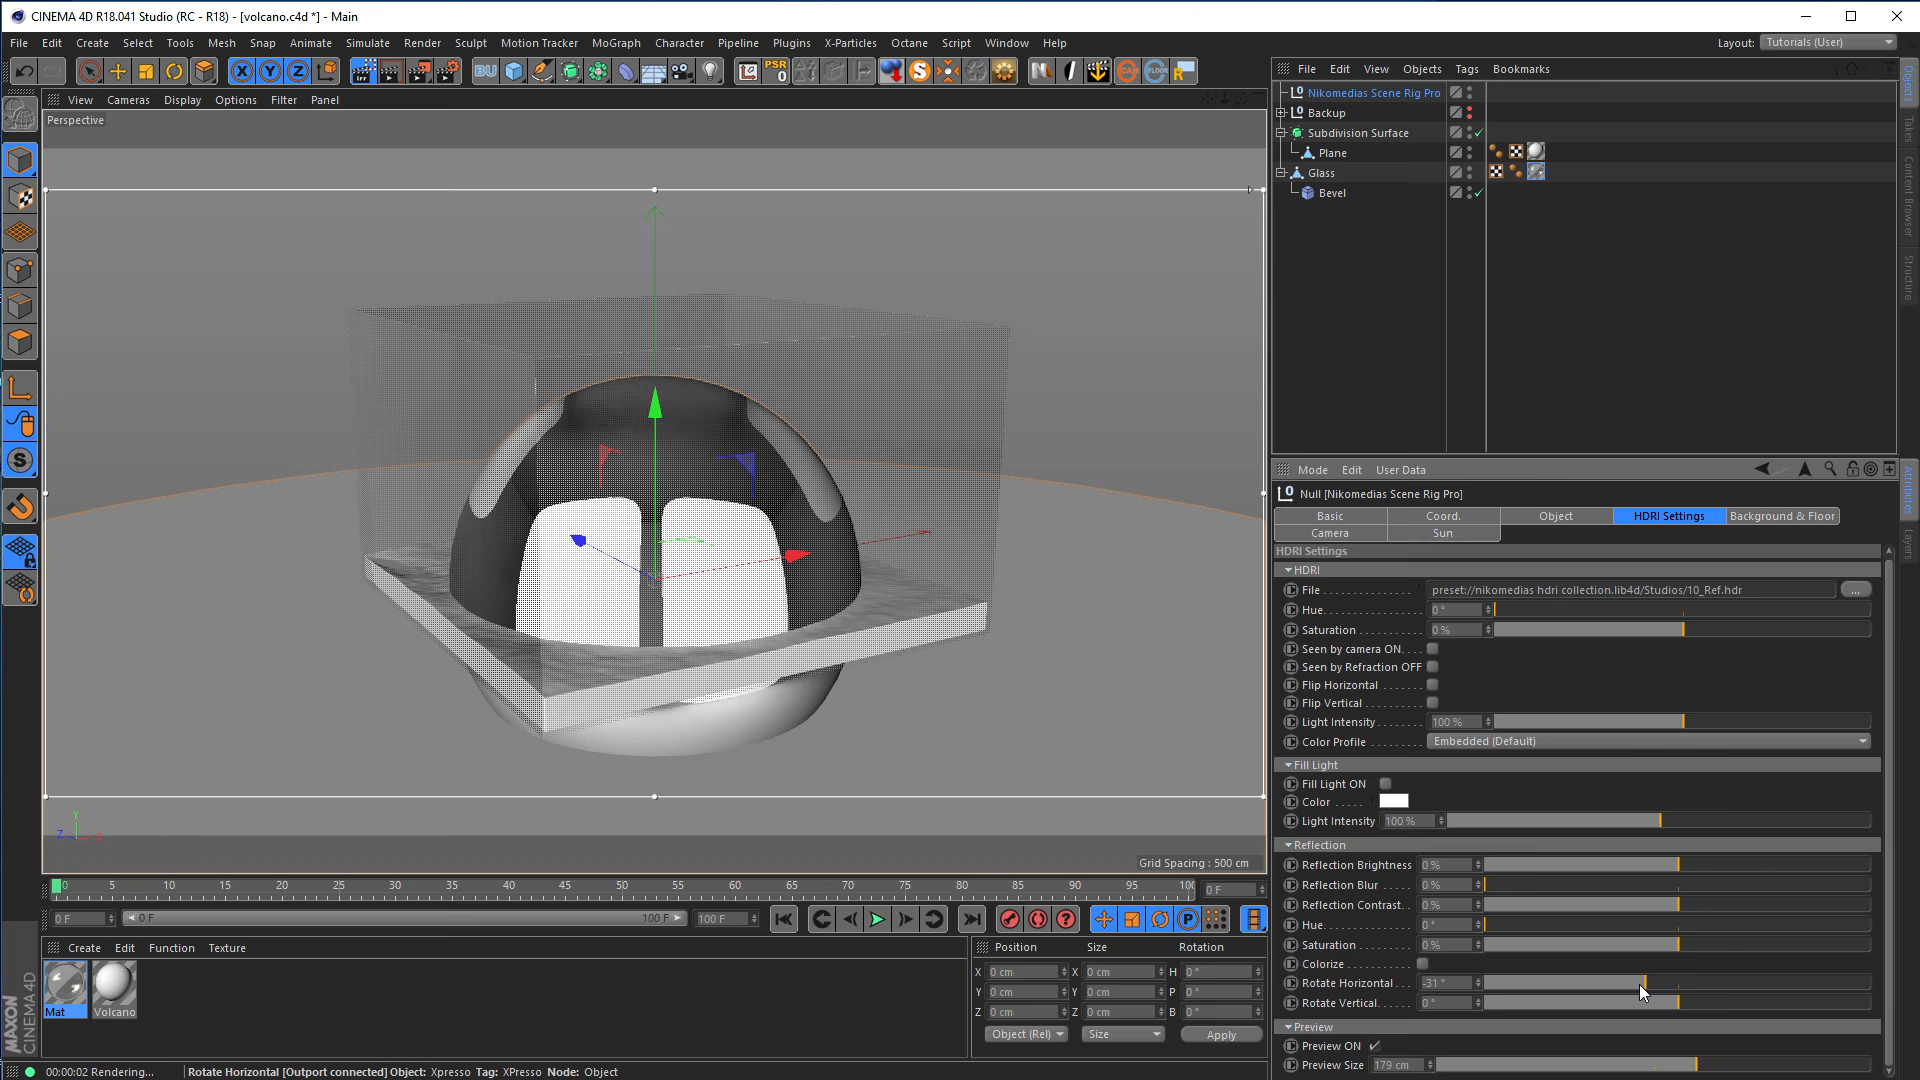 CINEMA 4D R18.041 Studio (RC - R18) - [volcano.c4d *] - Main
File Edit Create Select Tools Mesh Snap Animate Simulate Render Sculpt Motion Tracker MoGraph Character Pipeline Plugins X-Particles Octane Script Window Help Layout: Tutorials (User)
X Y Z BU PSR 0
View Cameras Display Options Filter Panel
Perspective
File Edit View Objects Tags Bookmarks
Nikomedias Scene Rig Pro
Backup
Subdivision Surface
Plane
Glass
Bevel
Objects
Takes
Content Browser
Structure
Mode Edit User Data
Null [Nikomedias Scene Rig Pro]
Basic Coord. Object HDRI Settings Background & Floor
Camera Sun
HDRI Settings
HDRI
File preset://nikomedias hdri collection.lib4d/Studios/10_Ref.hdr ...
Hue 0 °
Saturation 0 %
Seen by camera ON
Seen by Refraction OFF
Flip Horizontal
Flip Vertical
Light Intensity 100 %
Color Profile Embedded (Default)
Fill Light
Fill Light ON
Color
Light Intensity 100 %
Reflection
Reflection Brightness 0 %
Reflection Blur 0 %
Reflection Contrast 0 %
Hue 0 °
Saturation 0 %
Colorize
Rotate Horizontal -31 °
Rotate Vertical 0 °
Preview
Preview ON
Preview Size 179 cm
Attributes
Layers
Y
Z X
Grid Spacing : 500 cm
0 5 10 15 20 25 30 35 40 45 50 55 60 65 70 75 80 85 90 95 100 0 F
0 F 0 F 100 F 100 F
Create Edit Function Texture
Mat Volcano
Position Size Rotation
X 0 cm X 0 cm H 0 °
Y 0 cm Y 0 cm P 0 °
Z 0 cm Z 0 cm B 0 °
Object (Rel) Size Apply
MAXON CINEMA 4D
00:00:02 Rendering... Rotate Horizontal [Outport connected] Object: Xpresso Tag: XPresso Node: Object